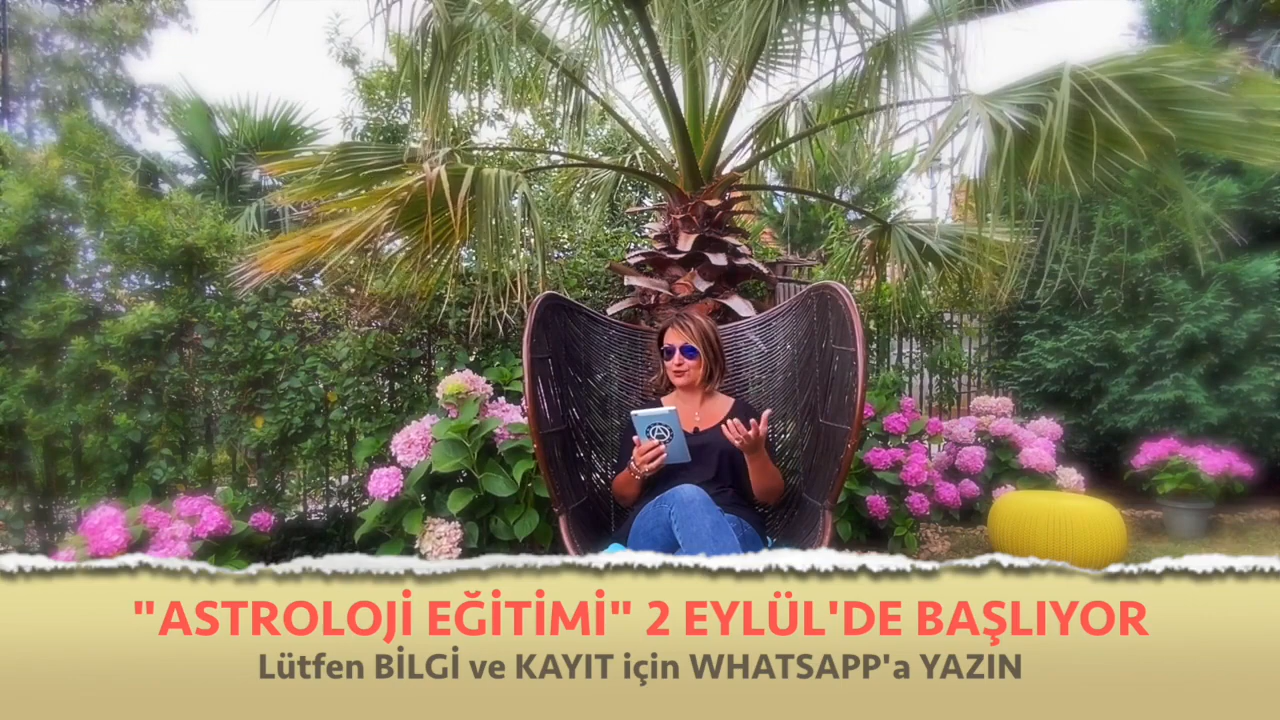 "ASTROLOJİ EĞİTİMİ" 2 EYLÜL'DE BAŞLIYOR
Lütfen BİLGİ ve KAYIT için WHATSAPP'a YAZIN